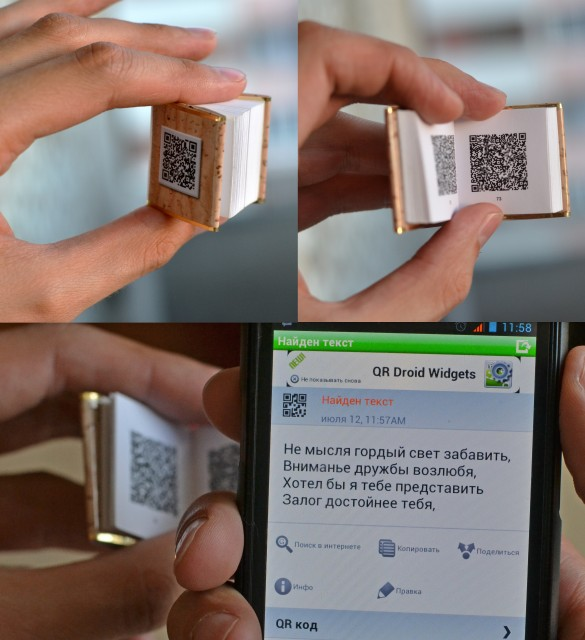 73
11:58
Найден текст
NEW!
QR Droid Widgets
Не показывать снова
Найден текст
июля 12, 11:57AM
Не мысля гордый свет забавить,
Вниманье дружбы возлюбя,
Хотел бы я тебе представить
Залог достойнее тебя,
Поиск в интернете
Копировать
Поделиться
Инфо
Правка
QR код